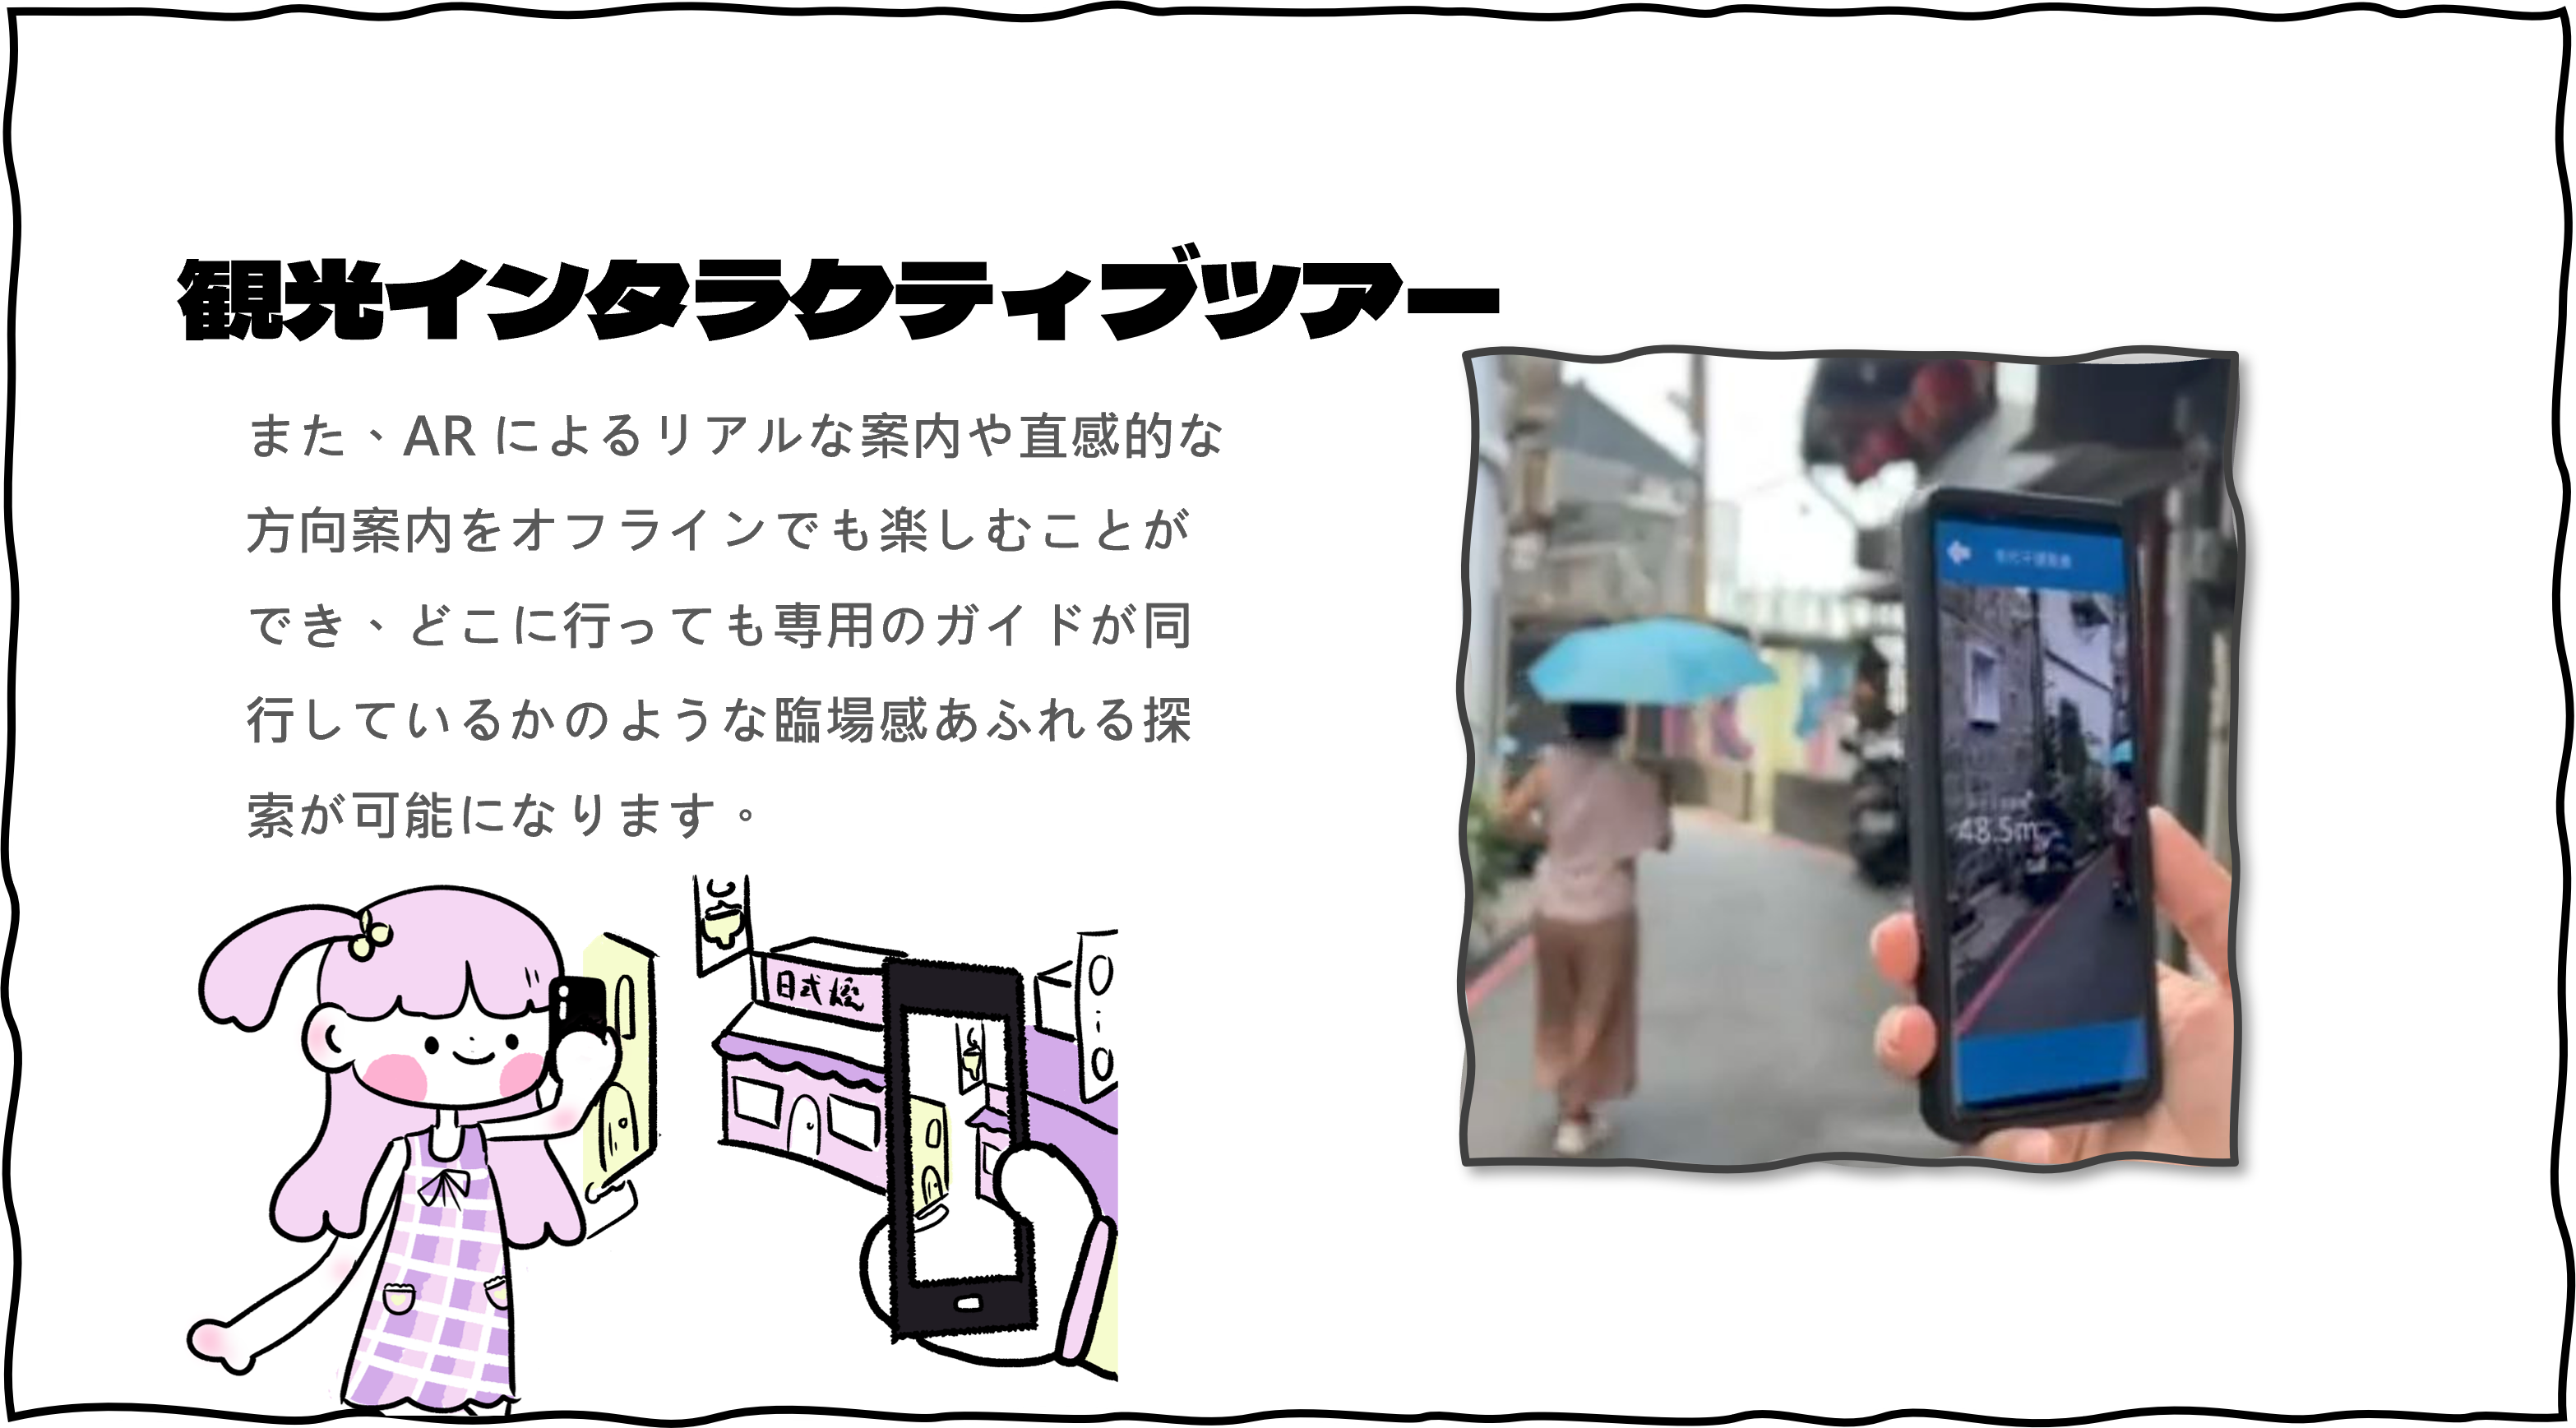 観光インタラクティブツアー
また、AR によるリアルな案内や直感的な
方向案内をオフラインでも楽しむことが
でき、どこに行っても専用のガイドが同
行しているかのような臨場感あふれる探
索が可能になります。
日式
48.5m